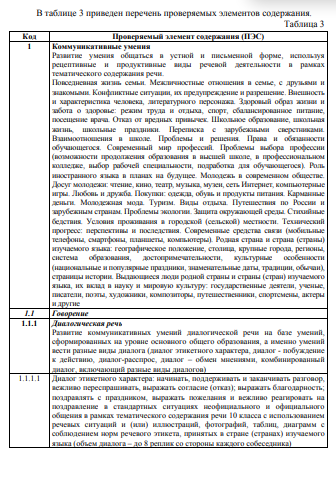 В таблице 3 приведен перечень проверяемых элементов содержания.
Таблица 3
Код Проверяемый элемент содержания (ПЭС)
1 Коммуникативные умения
Развитие умения общаться в устной и письменной форме, используя
рецептивные и продуктивные виды речевой деятельности в рамках
тематического содержания речи.
Повседневная жизнь семьи. Межличностные отношения в семье, с друзьями и
знакомыми. Конфликтные ситуации, их предупреждение и разрешение. Внешность
и характеристика человека, литературного персонажа. Здоровый образ жизни и
забота о здоровье: режим труда и отдыха, спорт, сбалансированное питание,
посещение врача. Отказ от вредных привычек. Школьное образование, школьная
жизнь, школьные праздники. Переписка с зарубежными сверстниками.
Взаимоотношения в школе. Проблемы и решения. Права и обязанности
обучающегося. Современный мир профессий. Проблемы выбора профессии
(возможности продолжения образования в высшей школе, в профессиональном
колледже, выбор рабочей специальности, подработка для обучающегося). Роль
иностранного языка в планах на будущее. Молодежь в современном обществе.
Досуг молодежи: чтение, кино, театр, музыка, музеи, сеть Интернет, компьютерные
игры. Любовь и дружба. Покупки: одежда, обувь и продукты питания. Карманные
деньги. Молодежная мода. Туризм. Виды отдыха. Путешествия по России и
зарубежным странам. Проблемы экологии. Защита окружающей среды. Стихийные
бедствия. Условия проживания в городской (сельской) местности. Технический
прогресс: перспективы и последствия. Современные средства связи (мобильные
телефоны, смартфоны, планшеты, компьютеры). Родная страна и страна (страны)
изучаемого языка: географическое положение, столица, крупные города, регионы,
система образования, достопримечательности, культурные особенности
(национальные и популярные праздники, знаменательные даты, традиции, обычаи),
страницы истории. Выдающиеся люди родной страны и страны (стран) изучаемого
языка, их вклад в науку и мировую культуру: государственные деятели, ученые,
писатели, поэты, художники, композиторы, путешественники, спортсмены, актеры
и другие
1.1 Говорение
1.1.1 Диалогическая речь
Развитие коммуникативных умений диалогической речи на базе умений,
сформированных на уровне основного общего образования, а именно умений
вести разные виды диалога (диалог этикетного характера, диалог - побуждение
к действию, диалог-расспрос, диалог – обмен мнениями, комбинированный
диалог, включающий разные виды диалогов)
1.1.1.1 Диалог этикетного характера: начинать, поддерживать и заканчивать разговор,
вежливо переспрашивать, выражать согласие (отказ); выражать благодарность;
поздравлять с праздником, выражать пожелания и вежливо реагировать на
поздравление в стандартных ситуациях неофициального и официального
общения в рамках тематического содержания речи 10 класса с использованием
речевых ситуаций и (или) иллюстраций, фотографий, таблиц, диаграмм с
соблюдением норм речевого этикета, принятых в стране (странах) изучаемого
языка (объем диалога – до 8 реплик со стороны каждого собеседника)